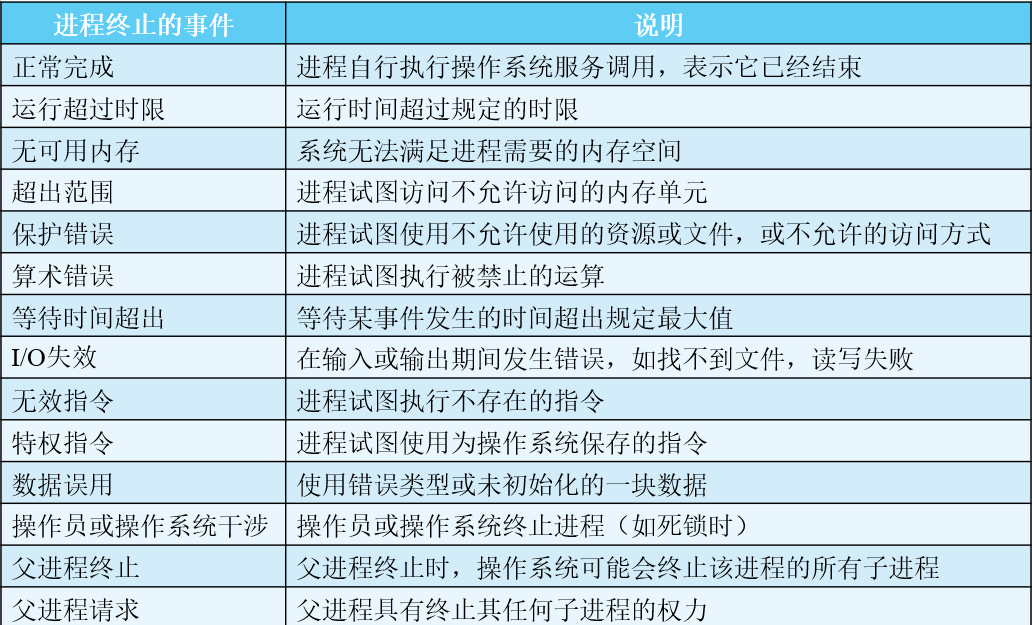 进程终止的事件 说明
正常完成 进程自行执行操作系统服务调用，表示它已经结束
运行超过时限 运行时间超过规定的时限
无可用内存 系统无法满足进程需要的内存空间
超出范围 进程试图访问不允许访问的内存单元
保护错误 进程试图使用不允许使用的资源或文件，或不允许的访问方式
算术错误 进程试图执行被禁止的运算
等待时间超出 等待某事件发生的时间超出规定最大值
I/O失效 在输入或输出期间发生错误，如找不到文件，读写失败
无效指令 进程试图执行不存在的指令
特权指令 进程试图使用为操作系统保存的指令
数据误用 使用错误类型或未初始化的一块数据
操作员或操作系统干涉 操作员或操作系统终止进程（如死锁时）
父进程终止 父进程终止时，操作系统可能会终止该进程的所有子进程
父进程请求 父进程具有终止其任何子进程的权力